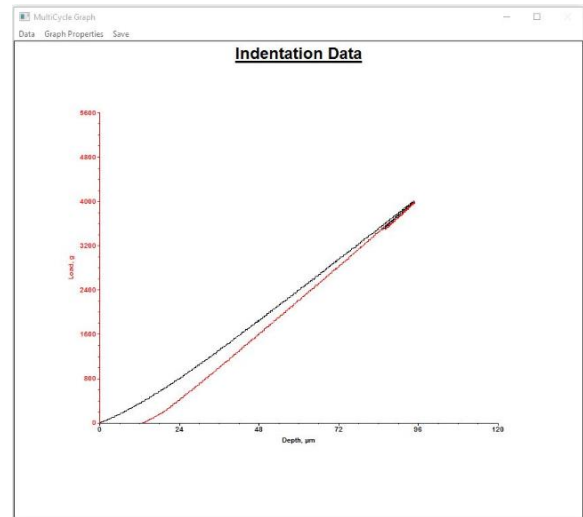 MultiCycle Graph
Data Graph Properties Save
Indentation Data
5600
4800
4000
3200
2400
1600
800
0
Load, g
0 24 48 72 96 120
Depth, µm